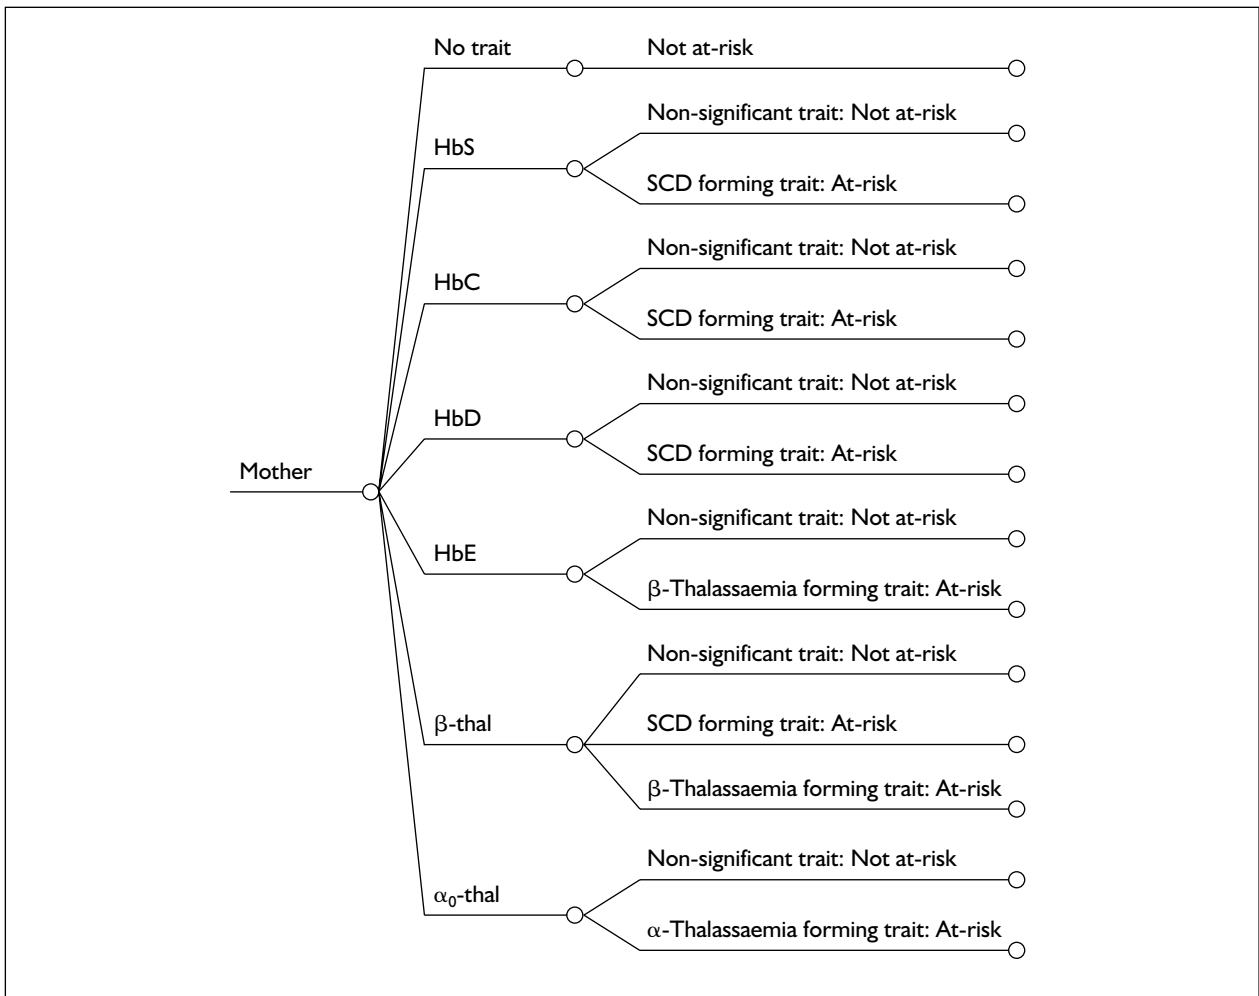 No trait
Not at-risk
Non-significant trait: Not at-risk
HbS
SCD forming trait: At-risk
Non-significant trait: Not at-risk
HbC
SCD forming trait: At-risk
Non-significant trait: Not at-risk
HbD
SCD forming trait: At-risk
Mother
Non-significant trait: Not at-risk
HbE
β-Thalassaemia forming trait: At-risk
Non-significant trait: Not at-risk
β-thal
SCD forming trait: At-risk
β-Thalassaemia forming trait: At-risk
Non-significant trait: Not at-risk
α₀-thal
α-Thalassaemia forming trait: At-risk